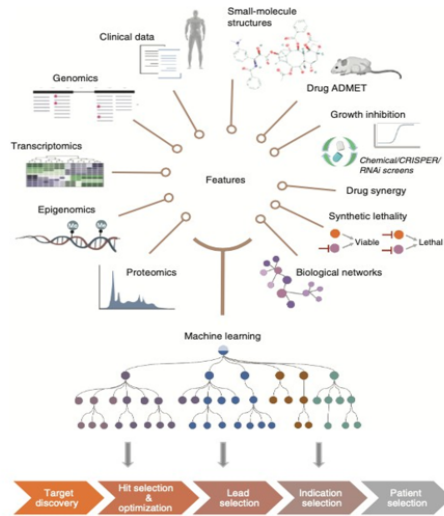 Small-molecule
structures
Clinical
data
Genomics
Drug ADMET
Growth inhibition
Chemical/CRISPER/
RNAi screens
Transcriptomics
Features
Drug synergy
Epigenomics
Synthetic lethality
Viable
Lethal
Proteomics
Biological networks
Machine learning
Target
discovery
Hit selection
&
optimization
Lead
selection
Indication
selection
Patient
selection